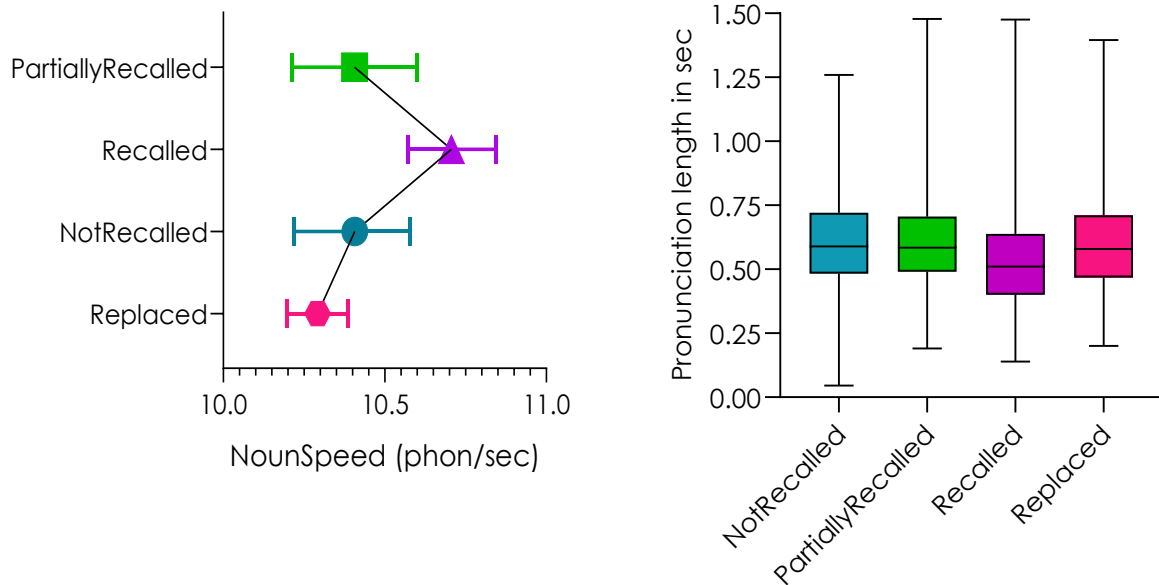 PartiallyRecalled
Recalled
NotRecalled
Replaced
10.0 10.5 11.0
NounSpeed (phon/sec)
Pronunciation length in sec
1.50
1.25
1.00
0.75
0.50
0.25
0.00
NotRecalled
PartiallyRecalled
Recalled
Replaced